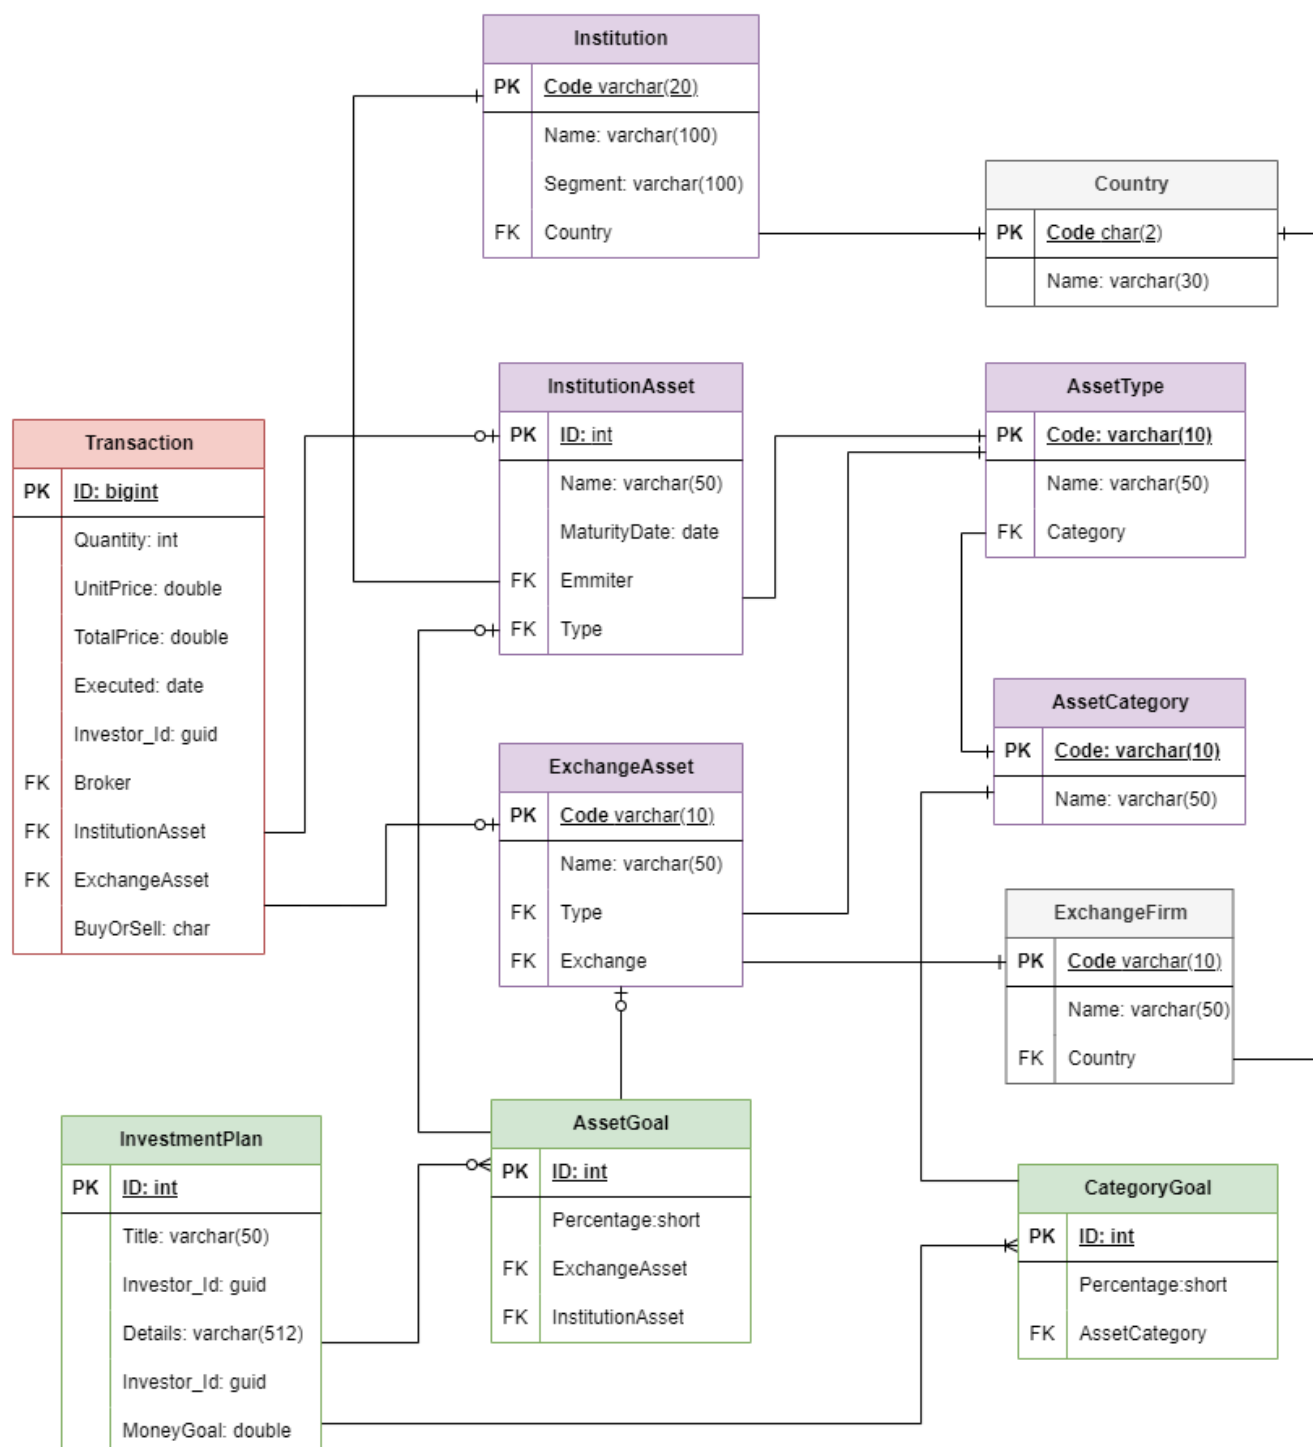 Institution
PK Code varchar(20)
Name: varchar(100)
Segment: varchar(100)
FK Country
Country
PK Code char(2)
Name: varchar(30)
InstitutionAsset
PK ID: int
Name: varchar(50)
MaturityDate: date
FK Emmiter
FK Type
AssetType
PK Code: varchar(10)
Name: varchar(50)
FK Category
Transaction
PK ID: bigint
Quantity: int
UnitPrice: double
TotalPrice: double
Executed: date
Investor_Id: guid
FK Broker
FK InstitutionAsset
FK ExchangeAsset
BuyOrSell: char
AssetCategory
PK Code: varchar(10)
Name: varchar(50)
ExchangeAsset
PK Code varchar(10)
Name: varchar(50)
FK Type
FK Exchange
ExchangeFirm
PK Code varchar(10)
Name: varchar(50)
FK Country
InvestmentPlan
PK ID: int
Title: varchar(50)
Investor_Id: guid
Details: varchar(512)
Investor_Id: guid
MoneyGoal: double
AssetGoal
PK ID: int
Percentage:short
FK ExchangeAsset
FK InstitutionAsset
CategoryGoal
PK ID: int
Percentage:short
FK AssetCategory